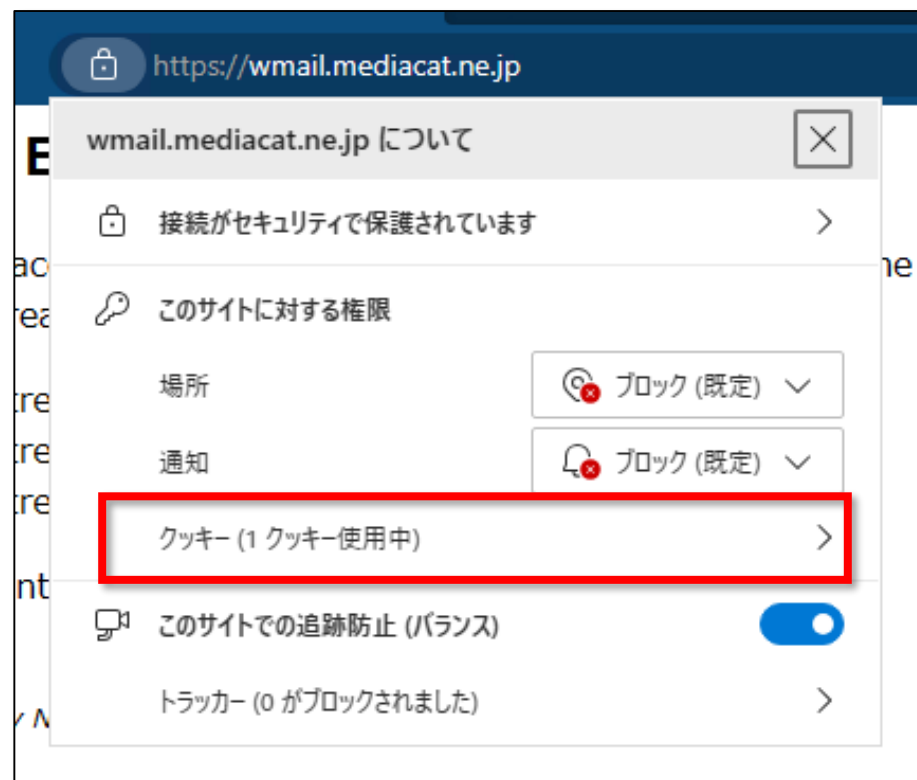 https://wmail.mediacat.ne.jp
wmail.mediacat.ne.jp について
接続がセキュリティで保護されています
このサイトに対する権限
場所
ブロック (既定)
通知
ブロック (既定)
クッキー (1 クッキー使用中)
このサイトでの追跡防止 (バランス)
トラッカー (0 がブロックされました)